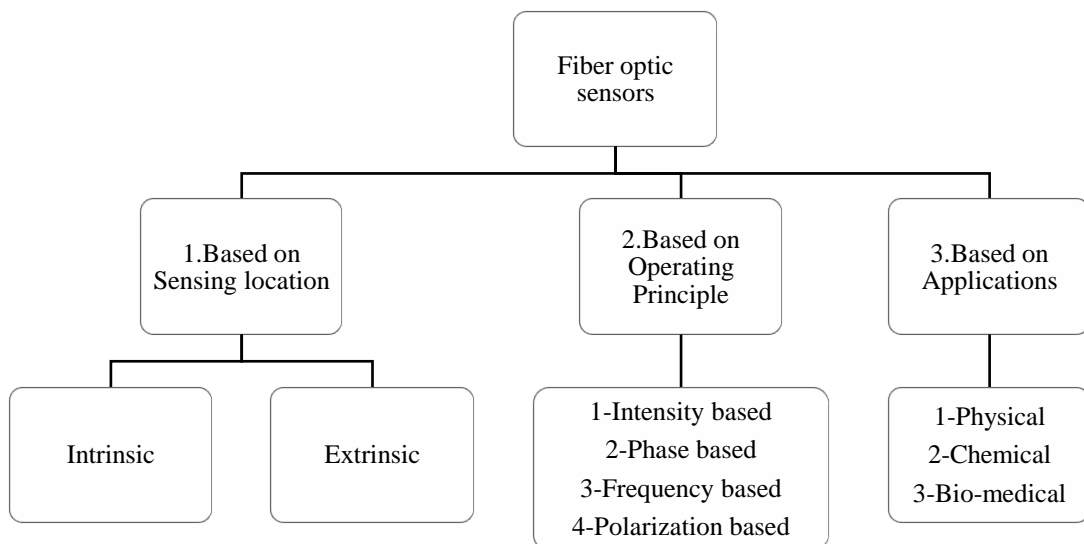 Fiber optic
sensors
1.Based on
Sensing location
2.Based on
Operating
Principle
3.Based on
Applications
Intrinsic
Extrinsic
1-Intensity based
2-Phase based
3-Frequency based
4-Polarization based
1-Physical
2-Chemical
3-Bio-medical